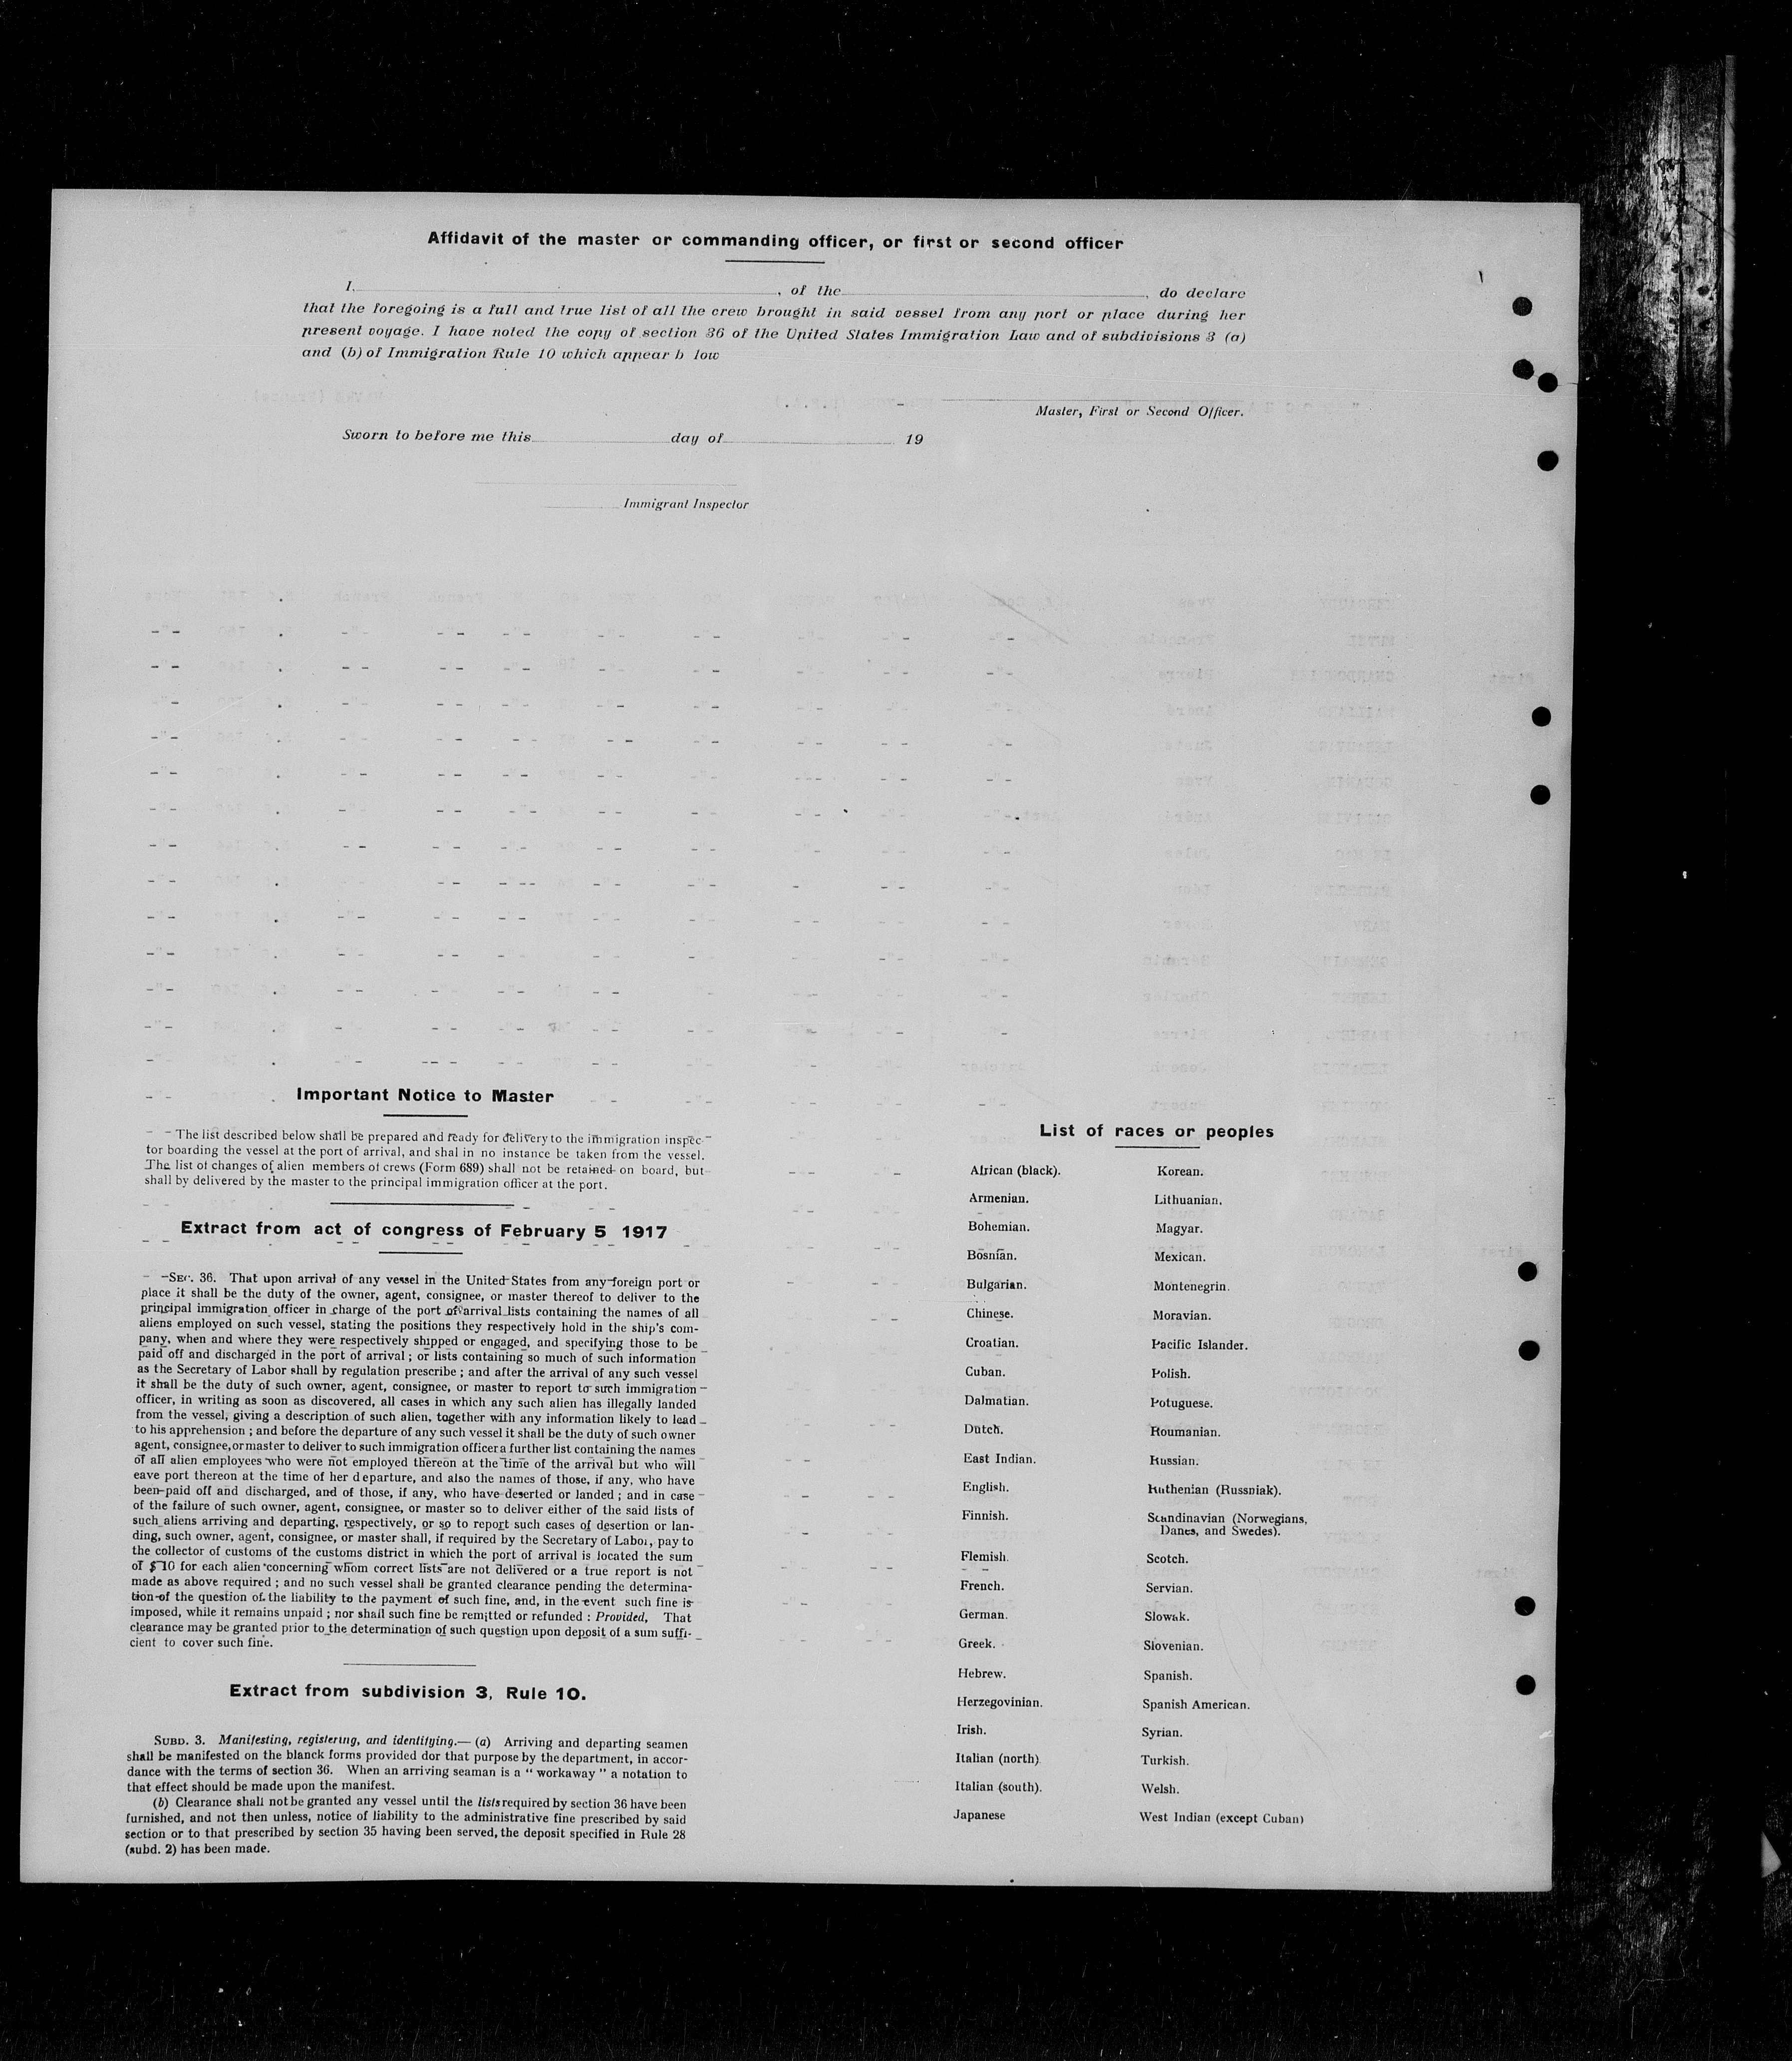 Affidavit of the master or commanding officer, or first or second officer
I, , of the , do declare
that the foregoing is a full and true list of all the crew brought in said vessel from any port or place during her
present voyage. I have noted the copy of section 36 of the United States Immigration Law and of subdivisions 3 (a)
and (b) of Immigration Rule 10 which appear b low
Master, First or Second Officer.
Sworn to before me this day of 19
Immigrant Inspector
Important Notice to Master
The list described below shall be prepared and ready for delivery to the immigration inspec-
tor boarding the vessel at the port of arrival, and shal in no instance be taken from the vessel.
The list of changes of alien members of crews (Form 689) shall not be retained on board, but
shall by delivered by the master to the principal immigration officer at the port.
Extract from act of congress of February 5 1917
SEC. 36. That upon arrival of any vessel in the United States from any foreign port or
place it shall be the duty of the owner, agent, consignee, or master thereof to deliver to the
principal immigration officer in charge of the port of arrival lists containing the names of all
aliens employed on such vessel, stating the positions they respectively hold in the ship's com-
pany, when and where they were respectively shipped or engaged, and specifying those to be
paid off and discharged in the port of arrival ; or lists containing so much of such information
as the Secretary of Labor shall by regulation prescribe ; and after the arrival of any such vessel
it shall be the duty of such owner, agent, consignee, or master to report to such immigration
officer, in writing as soon as discovered, all cases in which any such alien has illegally landed
from the vessel, giving a description of such alien, together with any information likely to lead
to his apprehension ; and before the departure of any such vessel it shall be the duty of such owner
agent, consignee, or master to deliver to such immigration officer a further list containing the names
of all alien employees who were not employed thereon at the time of the arrival but who will
eave port thereon at the time of her departure, and also the names of those, if any, who have
been paid off and discharged, and of those, if any, who have deserted or landed ; and in case
of the failure of such owner, agent, consignee, or master so to deliver either of the said lists of
such aliens arriving and departing, respectively, or so to report such cases of desertion or lan-
ding, such owner, agent, consignee, or master shall, if required by the Secretary of Labor, pay to
the collector of customs of the customs district in which the port of arrival is located the sum
of $ 10 for each alien concerning whom correct lists are not delivered or a true report is not
made as above required ; and no such vessel shall be granted clearance pending the determina-
tion of the question of the liability to the payment of such fine, and, in the event such fine is
imposed, while it remains unpaid ; nor shall such fine be remitted or refunded : Provided, That
clearance may be granted prior to the determination of such question upon deposit of a sum suffi-
cient to cover such fine.
Extract from subdivision 3, Rule 10.
SUBD. 3. Manifesting, registering, and identifying.— (a) Arriving and departing seamen
shall be manifested on the blanck forms provided dor that purpose by the department, in accor-
dance with the terms of section 36. When an arriving seaman is a " workaway " a notation to
that effect should be made upon the manifest.
(b) Clearance shall not be granted any vessel until the lists required by section 36 have been
furnished, and not then unless, notice of liability to the administrative fine prescribed by said
section or to that prescribed by section 35 having been served, the deposit specified in Rule 28
(subd. 2) has been made.
List of races or peoples
African (black).
Armenian.
Bohemian.
Bosnian.
Bulgarian.
Chinese.
Croatian.
Cuban.
Dalmatian.
Dutch.
East Indian.
English.
Finnish.
Flemish.
French.
German.
Greek.
Hebrew.
Herzegovinian.
Irish.
Italian (north)
Italian (south).
Japanese
Korean.
Lithuanian.
Magyar.
Mexican.
Montenegrin.
Moravian.
Pacific Islander.
Polish.
Potuguese.
Roumanian.
Russian.
Ruthenian (Russniak).
Scandinavian (Norwegians,
Danes, and Swedes).
Scotch.
Servian.
Slowak.
Slovenian.
Spanish.
Spanish American.
Syrian.
Turkish.
Welsh.
West Indian (except Cuban)